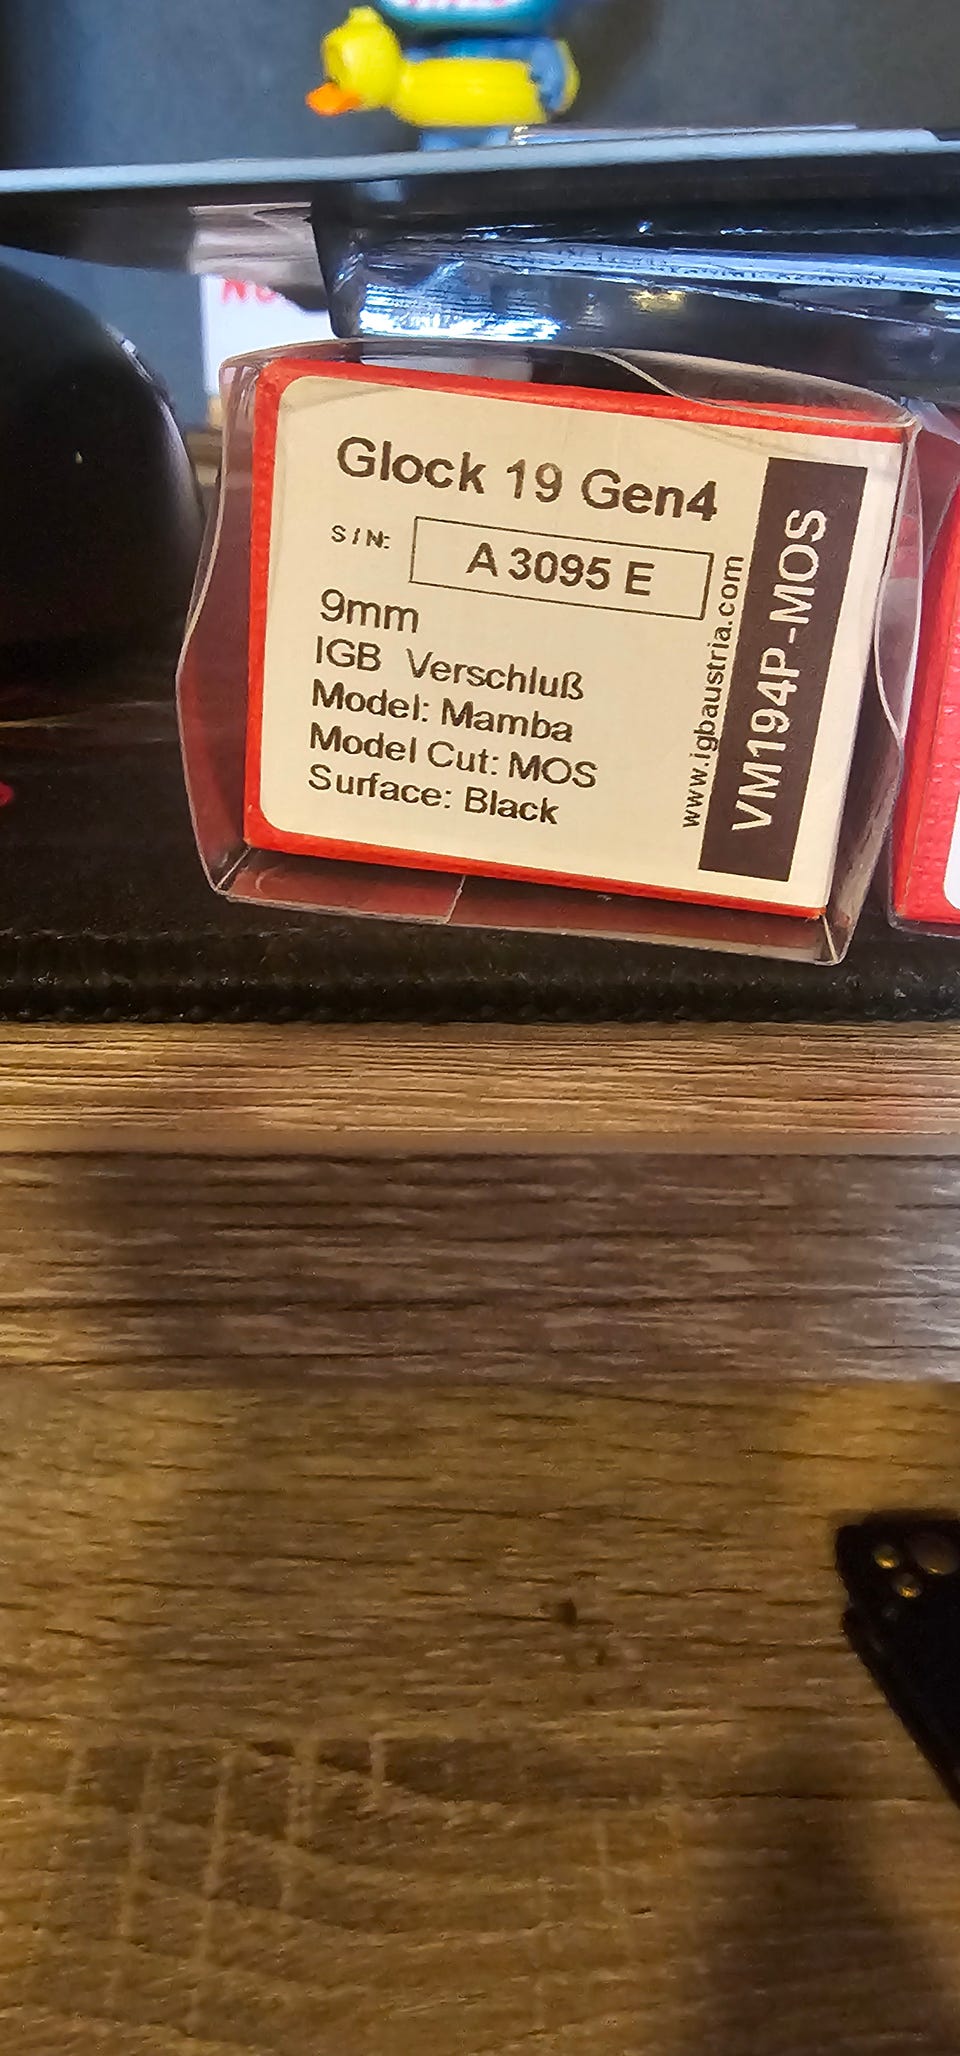 Glock 19 Gen4
S/N: A 3095 E
9mm
IGB Verschluß
Model: Mamba
Model Cut: MOS
Surface: Black
www.igbaustria.com
VM194P-MOS